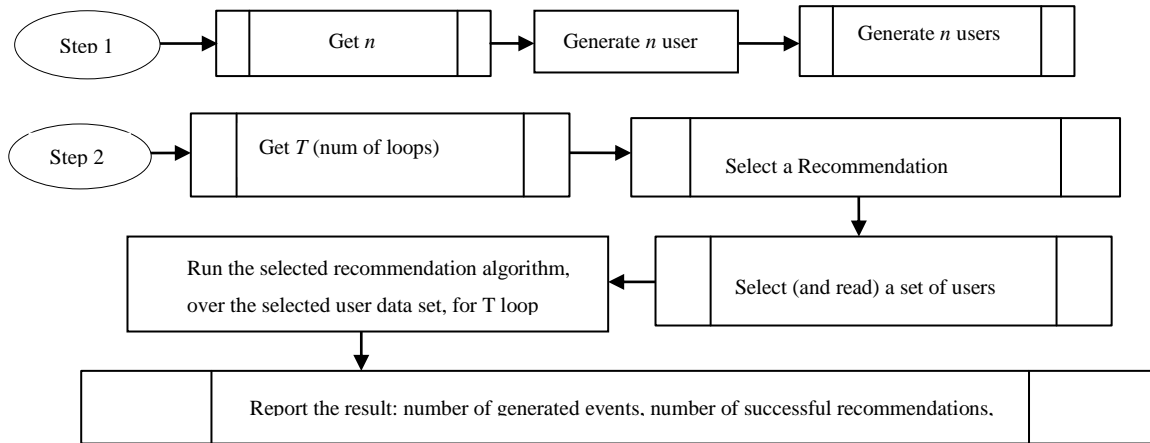 Step 1
Get n
Generate n user
Generate n users
Step 2
Get T (num of loops)
Select a Recommendation
Run the selected recommendation algorithm,
over the selected user data set, for T loop
Select (and read) a set of users
Report the result: number of generated events, number of successful recommendations,